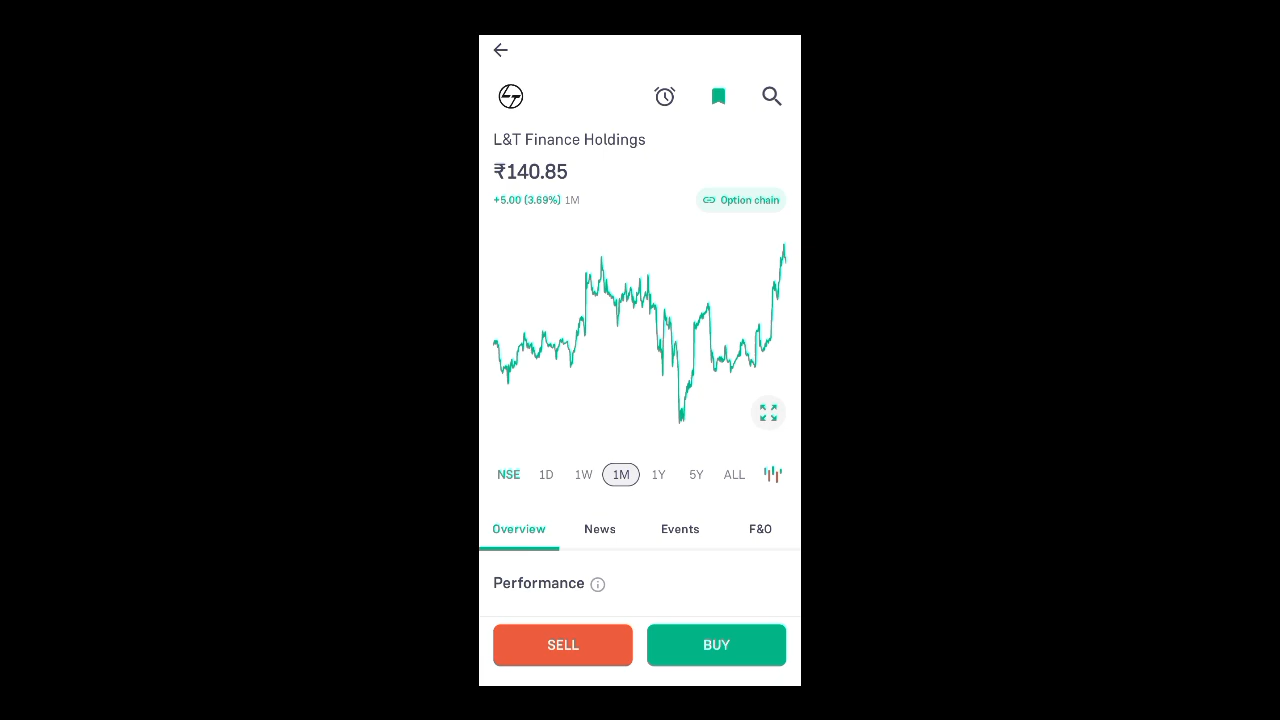 L&T Finance Holdings
₹140.85
+5.00 (3.69%) 1M
Option chain
NSE 1D 1W 1M 1Y 5Y ALL
Overview News Events F&O
Performance
SELL BUY